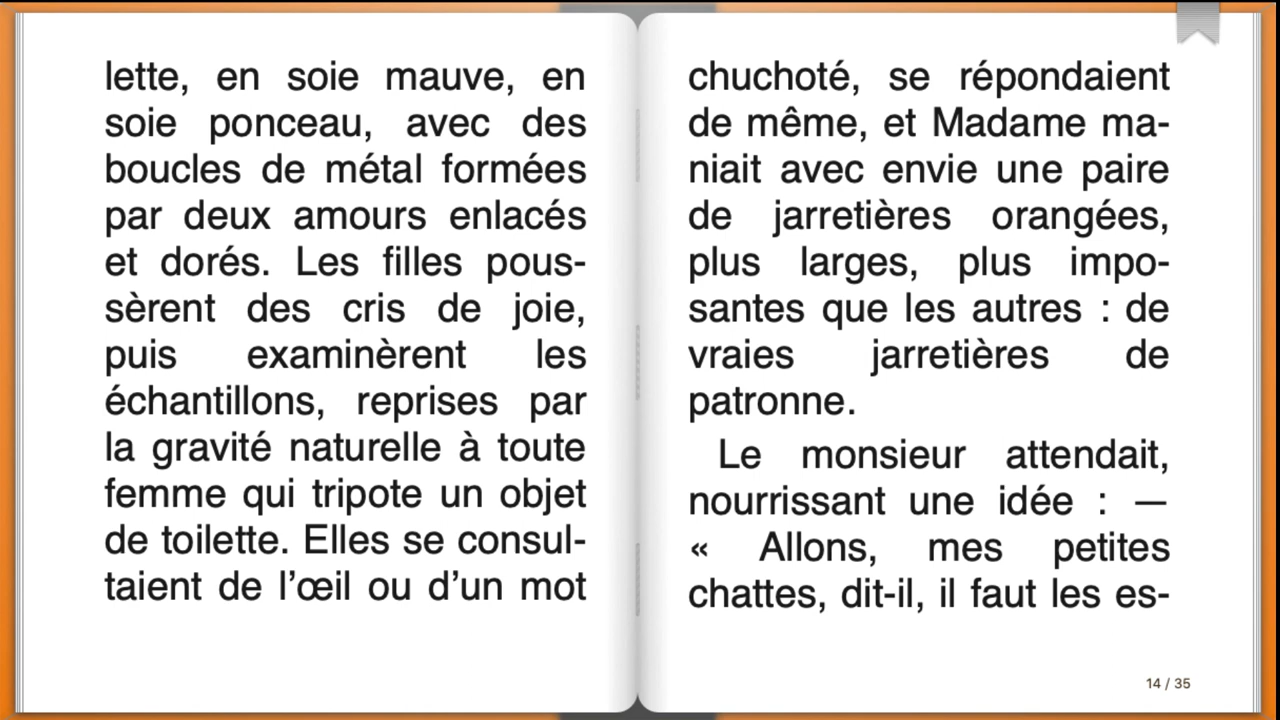 lette, en soie mauve, en
soie ponceau, avec des
boucles de métal formées
par deux amours enlacés
et dorés. Les filles pous-
sèrent des cris de joie,
puis examinèrent les
échantillons, reprises par
la gravité naturelle à toute
femme qui tripote un objet
de toilette. Elles se consul-
taient de l’œil ou d’un mot
chuchoté, se répondaient
de même, et Madame ma-
niait avec envie une paire
de jarretières orangées,
plus larges, plus impo-
santes que les autres : de
vraies jarretières de
patronne.
Le monsieur attendait,
nourrissant une idée : —
« Allons, mes petites
chattes, dit-il, il faut les es-
14 / 35